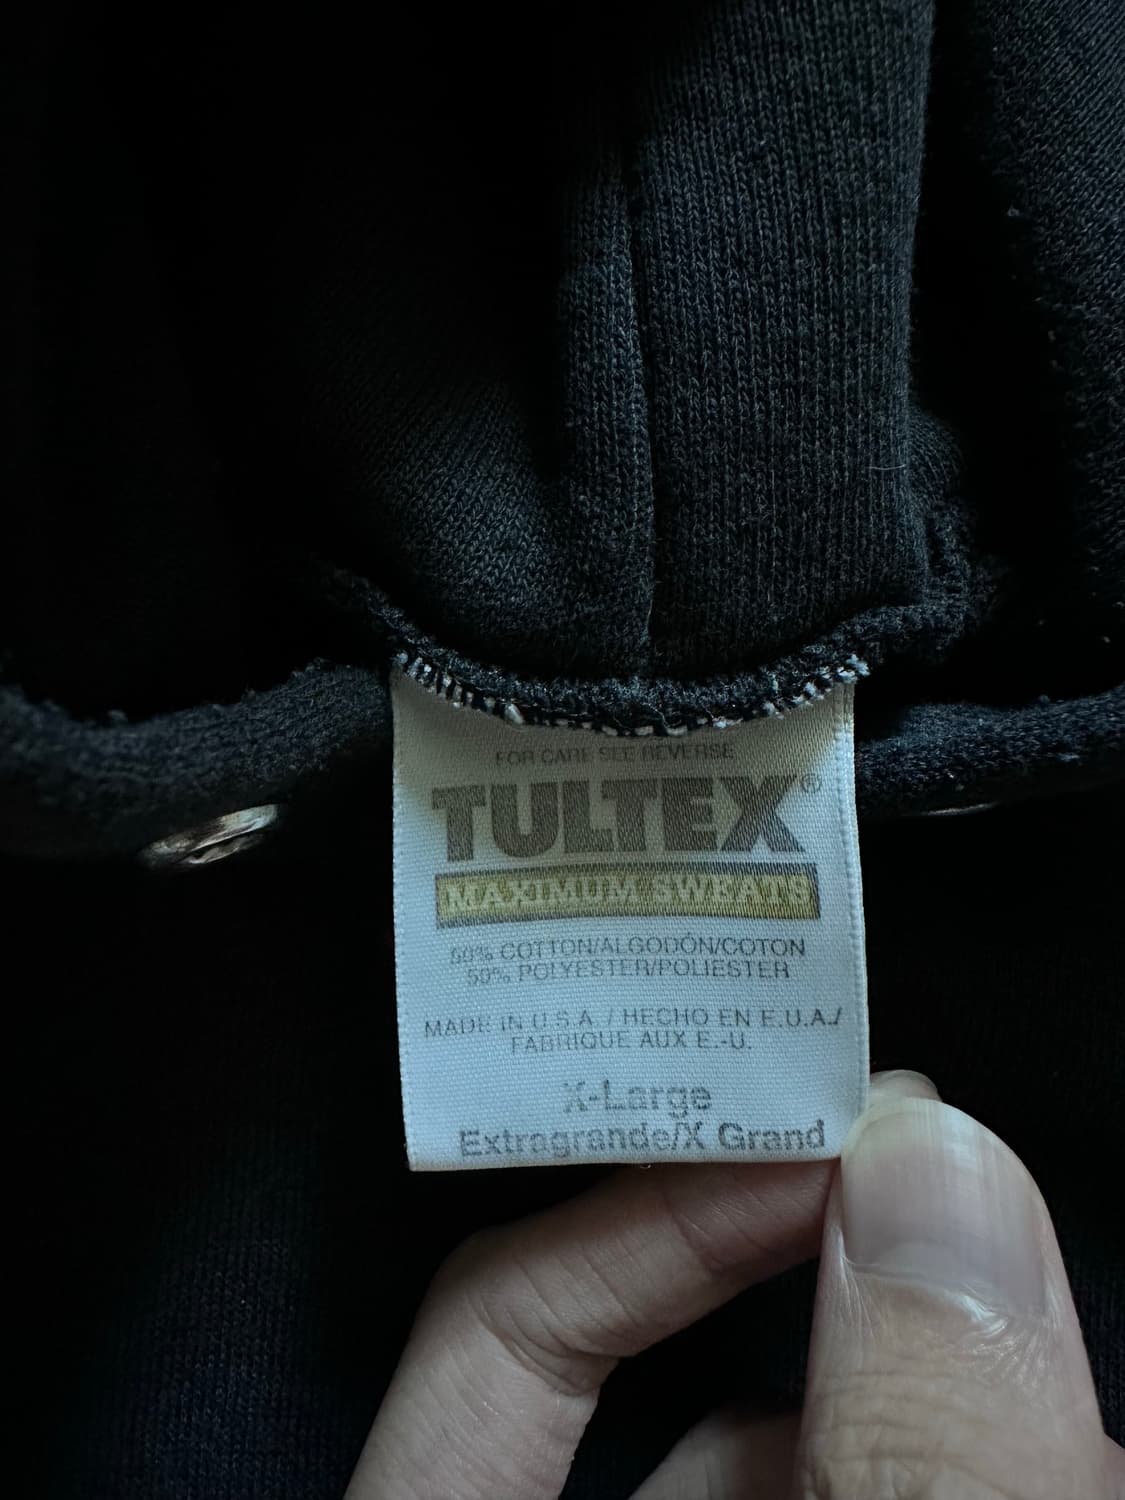 FOR CARE SEE REVERSE
TULTEX®
MAXIMUM SWEATS
50% COTTON/ALGODÓN/COTON
50% POLYESTER/POLIESTER
MADE IN U.S.A. / HECHO EN E.U.A./
FABRIQUE AUX E.-U.
X-Large
Extragrande/X Grand